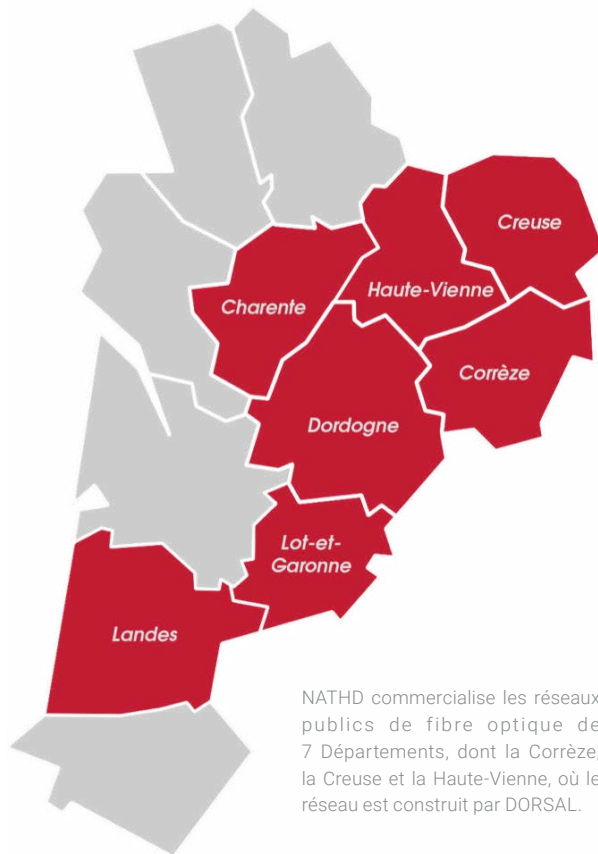 Creuse
Haute-Vienne
Charente
Corrèze
Dordogne
Lot-et-
Garonne
Landes
NATHD commercialise les réseaux
publics de fibre optique de
7 Départements, dont la Corrèze,
la Creuse et la Haute-Vienne, où le
réseau est construit par DORSAL.